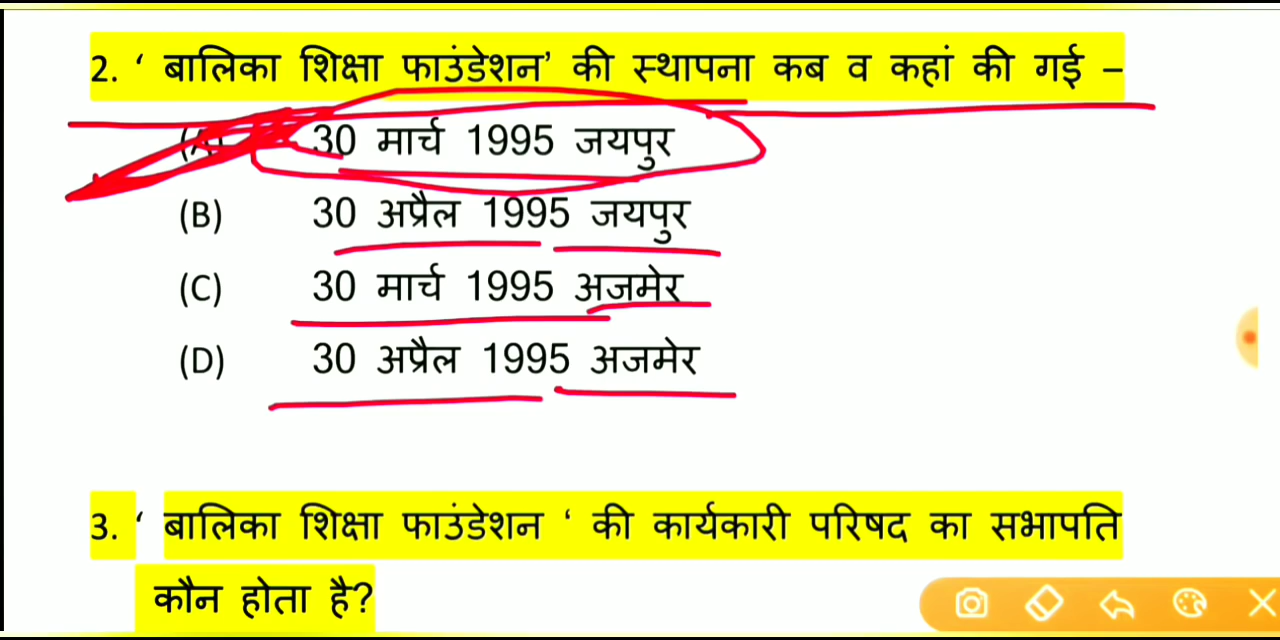 2. ‘ बालिका शिक्षा फाउंडेशन’ की स्थापना कब व कहां की गई –
(A) 30 मार्च 1995 जयपुर
(B) 30 अप्रैल 1995 जयपुर
(C) 30 मार्च 1995 अजमेर
(D) 30 अप्रैल 1995 अजमेर
3. ‘ बालिका शिक्षा फाउंडेशन ‘ की कार्यकारी परिषद का सभापति
कौन होता है?